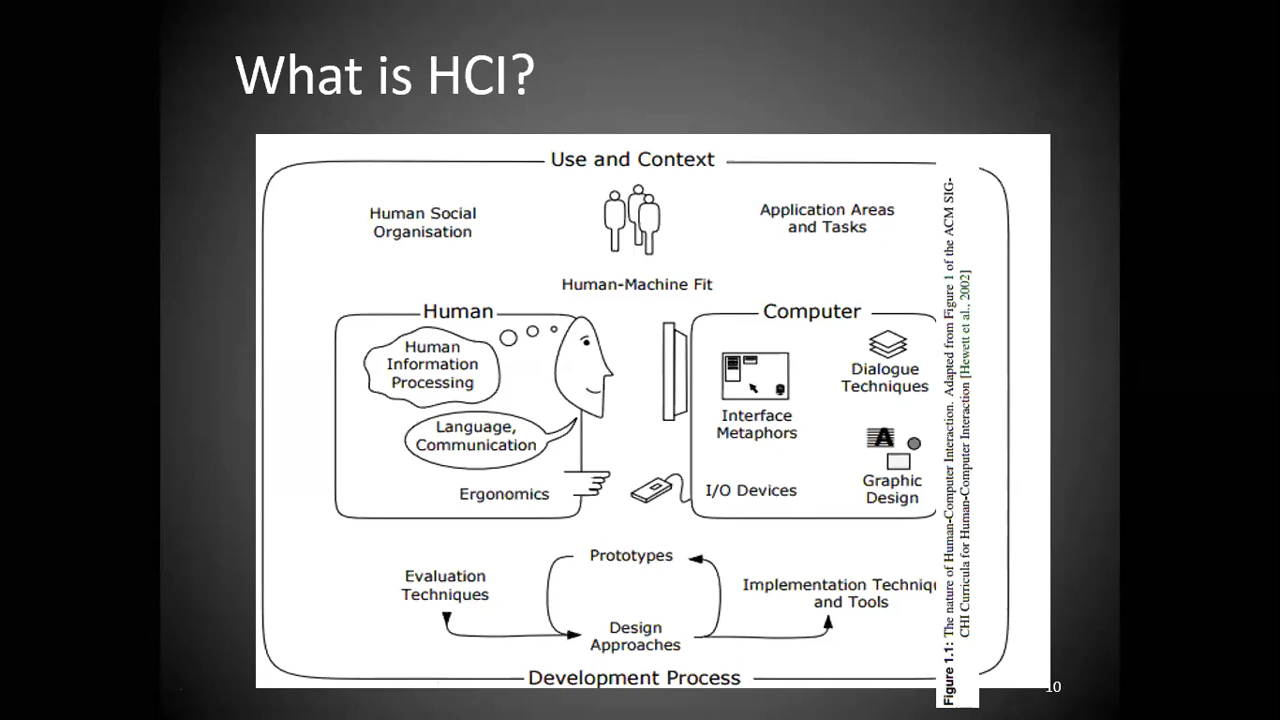 What is HCI?
Use and Context
Human Social
Organisation
Application Areas
and Tasks
Human-Machine Fit
Human
Human
Information
Processing
Language,
Communication
Ergonomics
Computer
Interface
Metaphors
Dialogue
Techniques
I/O Devices
A
Graphic
Design
Prototypes
Evaluation
Techniques
Implementation Techniqu
and Tools
Design
Approaches
Development Process
Figure 1.1: The nature of Human-Computer Interaction. Adapted from Figure 1 of the ACM SIG-
CHI Curricula for Human-Computer Interaction [Hewett et al., 2002]
10